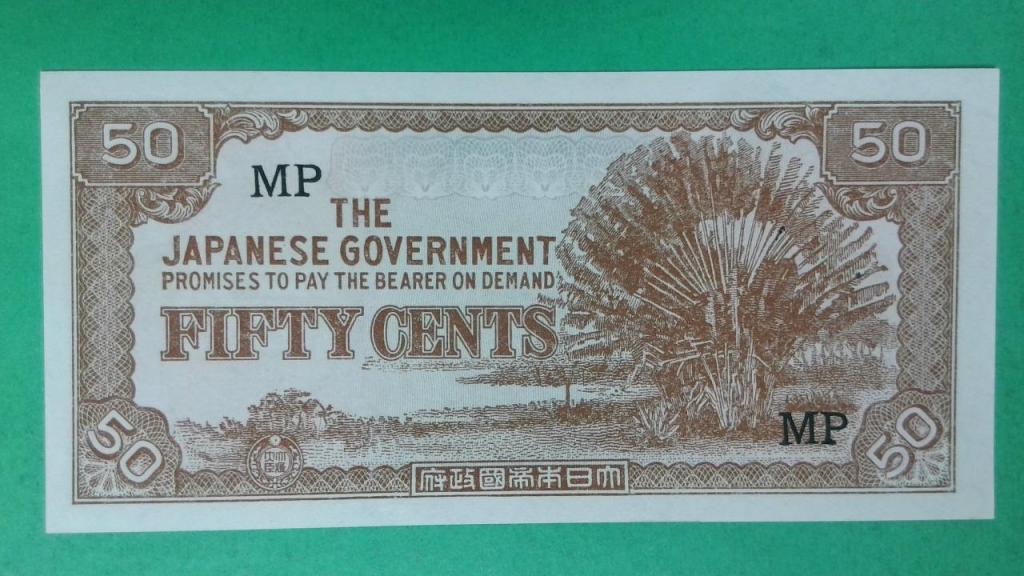 50
50
MP
THE
JAPANESE GOVERNMENT
PROMISES TO PAY THE BEARER ON DEMAND
FIFTY CENTS
MP
50
50
大日本帝國政府